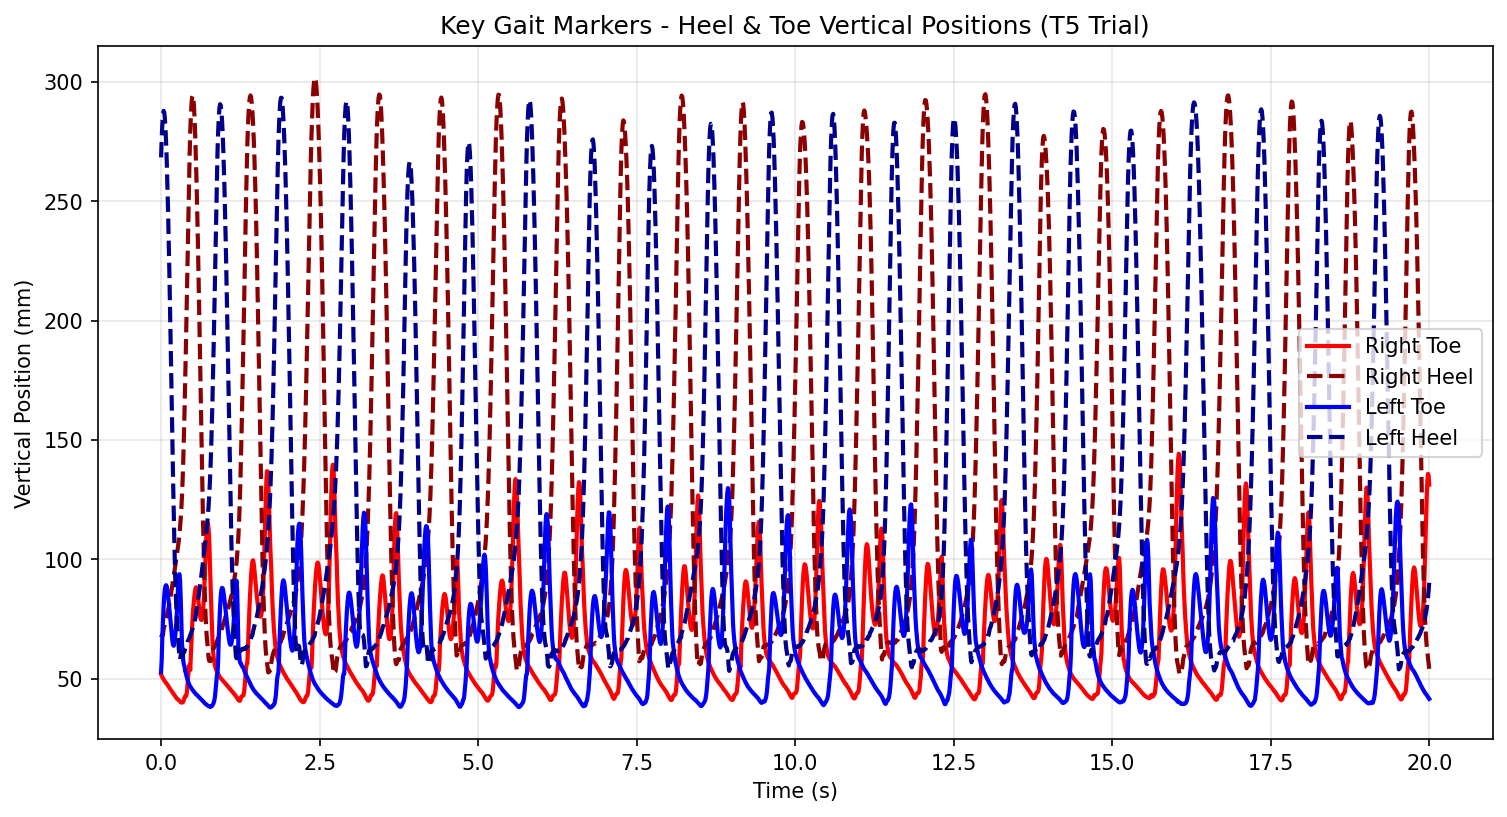 Key Gait Markers - Heel & Toe Vertical Positions (T5 Trial)
Vertical Position (mm)
300
250
200
150
100
50
Right Toe
Right Heel
Left Toe
Left Heel
0.0 2.5 5.0 7.5 10.0 12.5 15.0 17.5 20.0
Time (s)